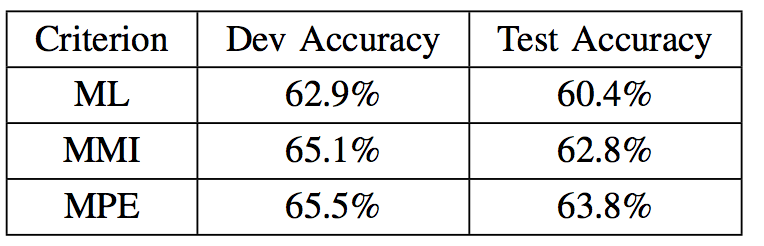 Criterion Dev Accuracy Test Accuracy
ML 62.9% 60.4%
MMI 65.1% 62.8%
MPE 65.5% 63.8%